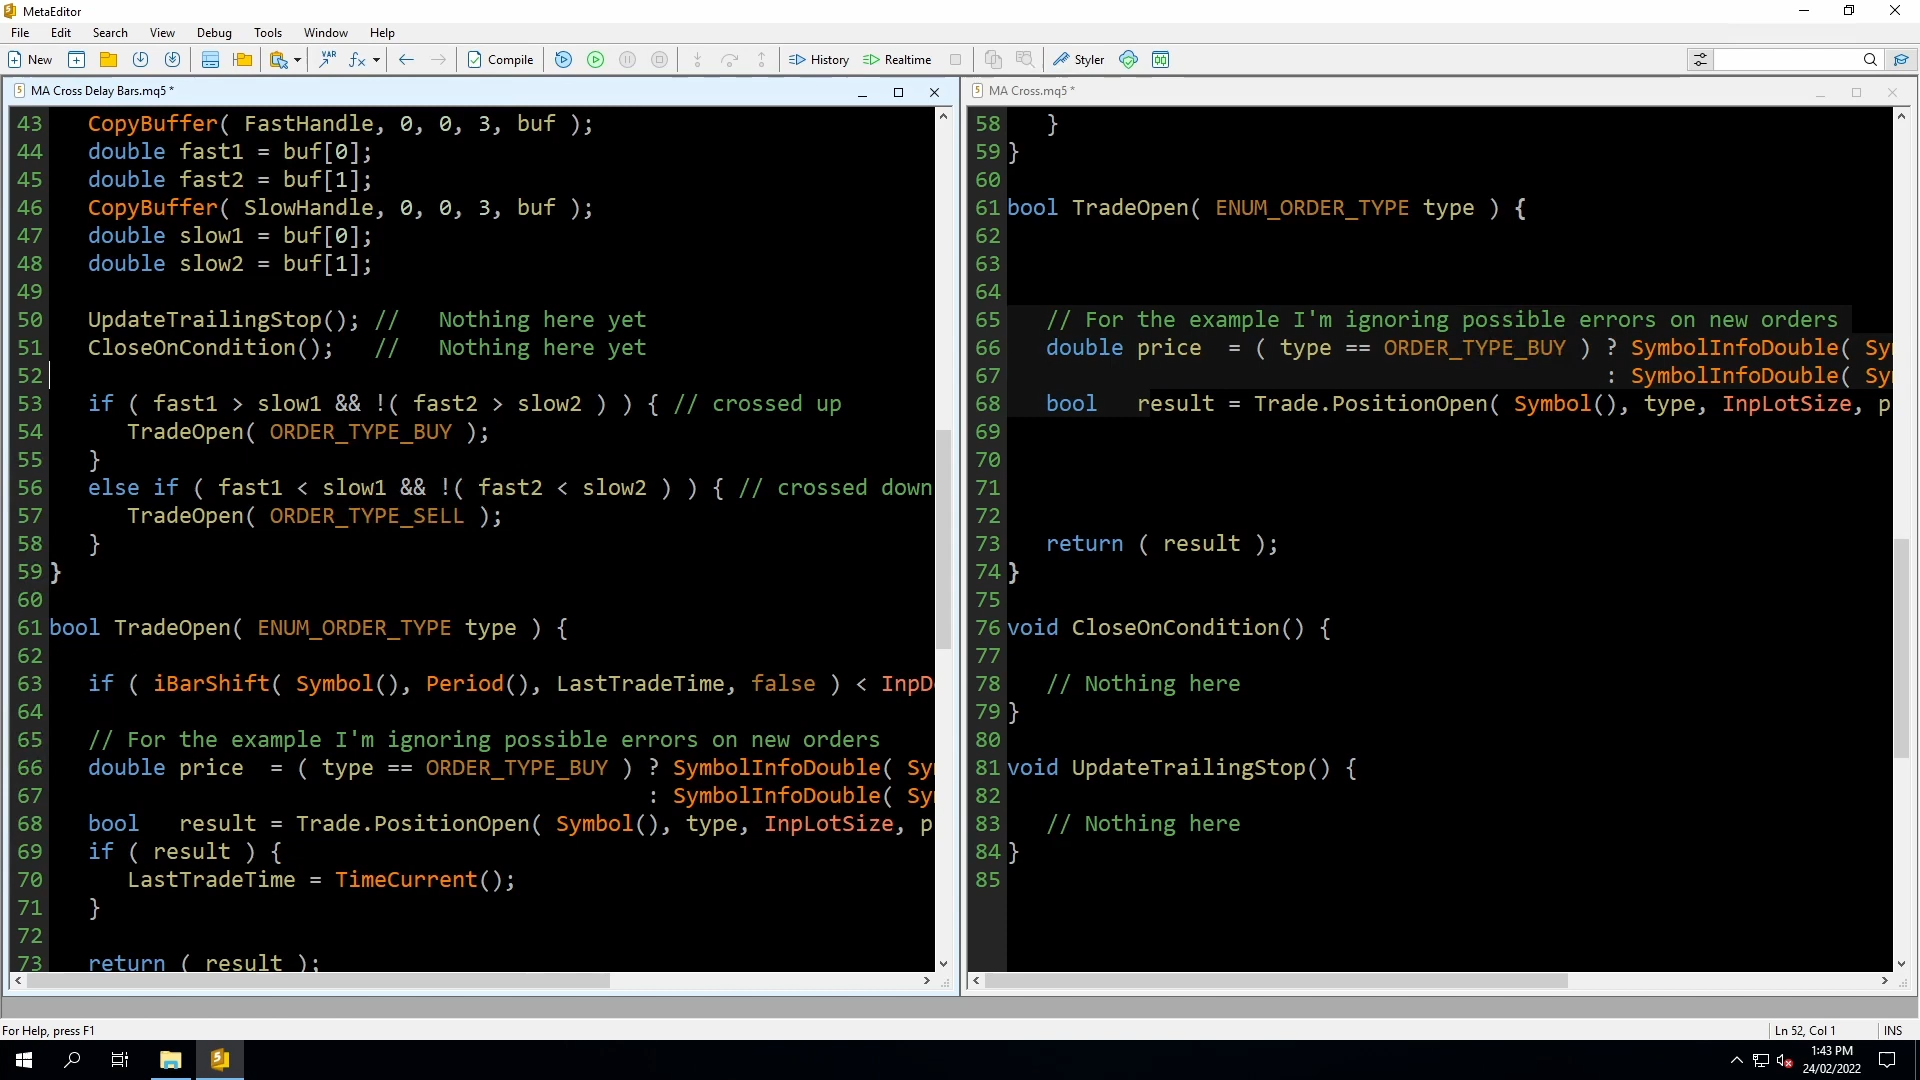 MetaEditor
File Edit Search View Debug Tools Window Help
New VAR fx Compile History Realtime Styler
MA Cross Delay Bars.mq5 *
43 CopyBuffer( FastHandle, 0, 0, 3, buf );
44 double fast1 = buf[0];
45 double fast2 = buf[1];
46 CopyBuffer( SlowHandle, 0, 0, 3, buf );
47 double slow1 = buf[0];
48 double slow2 = buf[1];
49
50 UpdateTrailingStop(); // Nothing here yet
51 CloseOnCondition(); // Nothing here yet
52
53 if ( fast1 > slow1 && !( fast2 > slow2 ) ) { // crossed up
54 TradeOpen( ORDER_TYPE_BUY );
55 }
56 else if ( fast1 < slow1 && !( fast2 < slow2 ) ) { // crossed down
57 TradeOpen( ORDER_TYPE_SELL );
58 }
59 }
60
61 bool TradeOpen( ENUM_ORDER_TYPE type ) {
62
63 if ( iBarShift( Symbol(), Period(), LastTradeTime, false ) < InpD
64
65 // For the example I'm ignoring possible errors on new orders
66 double price = ( type == ORDER_TYPE_BUY ) ? SymbolInfoDouble( Sy
67 : SymbolInfoDouble( Sy
68 bool result = Trade.PositionOpen( Symbol(), type, InpLotSize, p
69 if ( result ) {
70 LastTradeTime = TimeCurrent();
71 }
72
73 return ( result );
MA Cross.mq5 *
58 }
59 }
60
61 bool TradeOpen( ENUM_ORDER_TYPE type ) {
62
63
64
65 // For the example I'm ignoring possible errors on new orders
66 double price = ( type == ORDER_TYPE_BUY ) ? SymbolInfoDouble( Sy
67 : SymbolInfoDouble( Sy
68 bool result = Trade.PositionOpen( Symbol(), type, InpLotSize, p
69
70
71
72
73 return ( result );
74 }
75
76 void CloseOnCondition() {
77
78 // Nothing here
79 }
80
81 void UpdateTrailingStop() {
82
83 // Nothing here
84 }
85
For Help, press F1
Ln 52, Col 1 INS
1:43 PM
24/02/2022